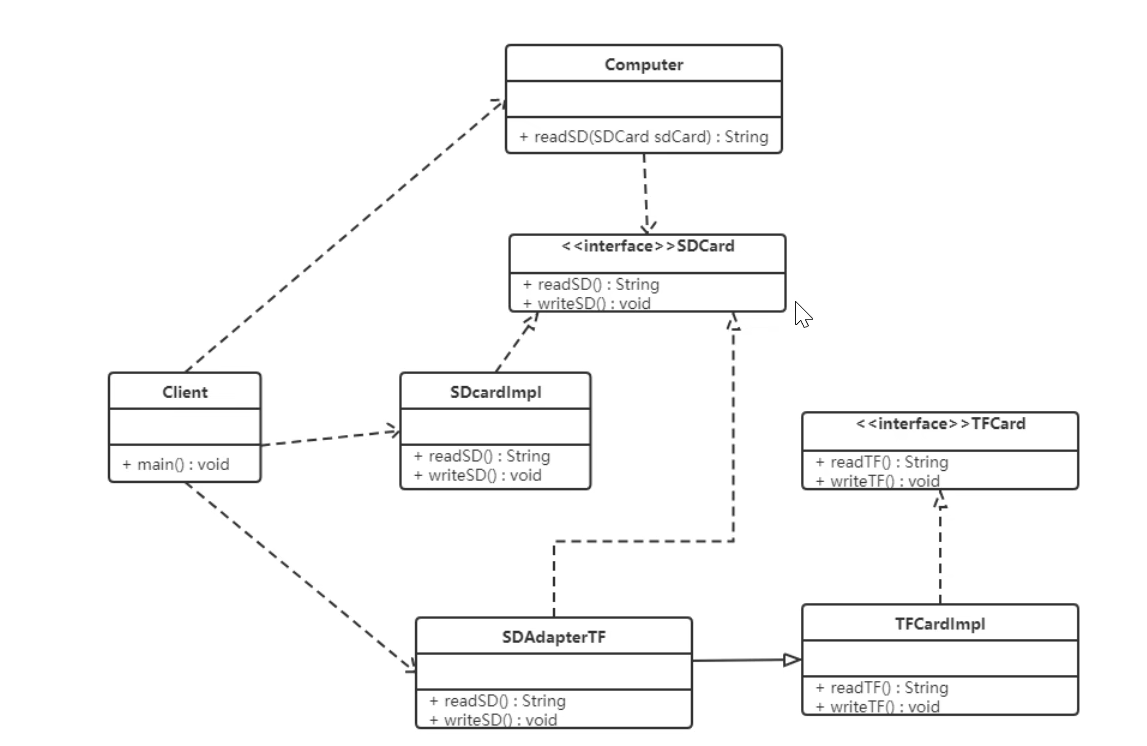 Computer
+ readSD(SDCard sdCard) : String
<<interface>>SDCard
+ readSD() : String
+ writeSD() : void
Client
+ main() : void
SDcardImpl
+ readSD() : String
+ writeSD() : void
<<interface>>TFCard
+ readTF() : String
+ writeTF() : void
SDAdapterTF
+ readSD() : String
+ writeSD() : void
TFCardImpl
+ readTF() : String
+ writeTF() : void